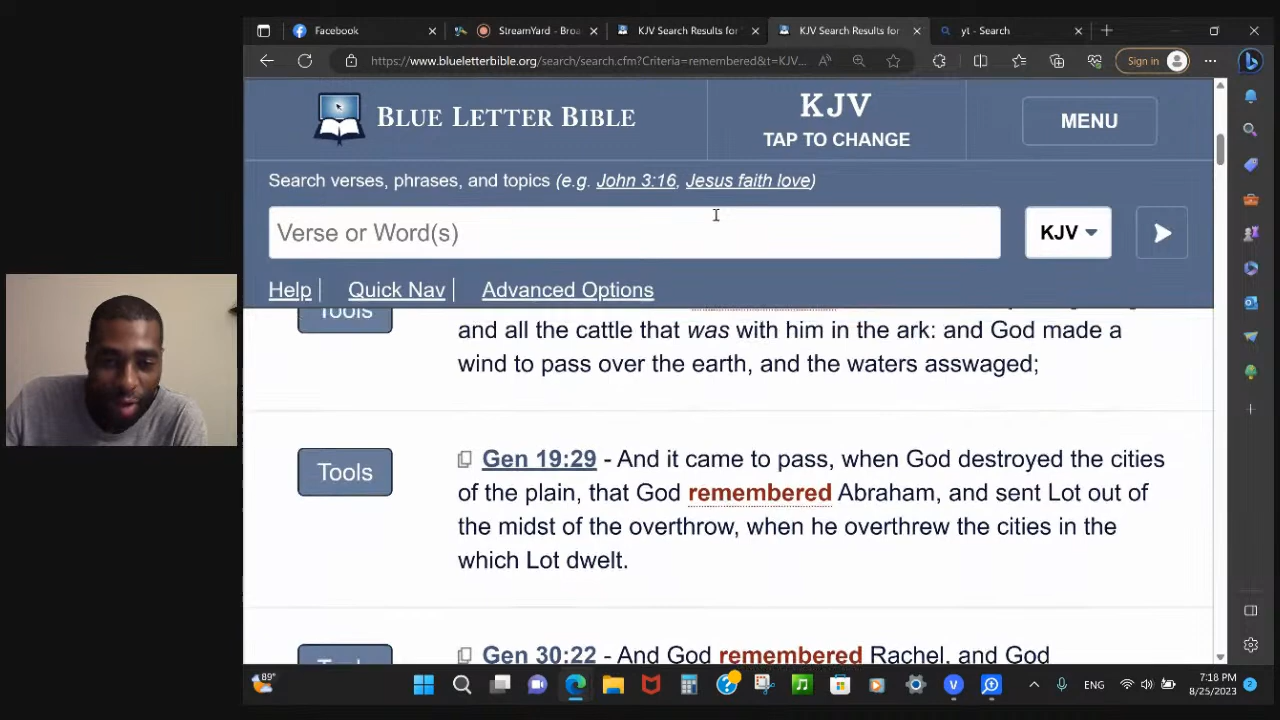 Facebook
StreamYard - Broa
KJV Search Results for
KJV Search Results for
yt - Search
https://www.blueletterbible.org/search/search.cfm?Criteria=remembered&t=KJV...
Sign in
BLUE LETTER BIBLE
KJV
TAP TO CHANGE
MENU
Search verses, phrases, and topics (e.g. John 3:16, Jesus faith love)
Verse or Word(s)
KJV
Help | Quick Nav | Advanced Options
Tools
and all the cattle that was with him in the ark: and God made a
wind to pass over the earth, and the waters asswaged;
Tools
Gen 19:29 - And it came to pass, when God destroyed the cities
of the plain, that God remembered Abraham, and sent Lot out of
the midst of the overthrow, when he overthrew the cities in the
which Lot dwelt.
Tools
Gen 30:22 - And God remembered Rachel, and God
89°
ENG
7:18 PM
8/25/2023
2